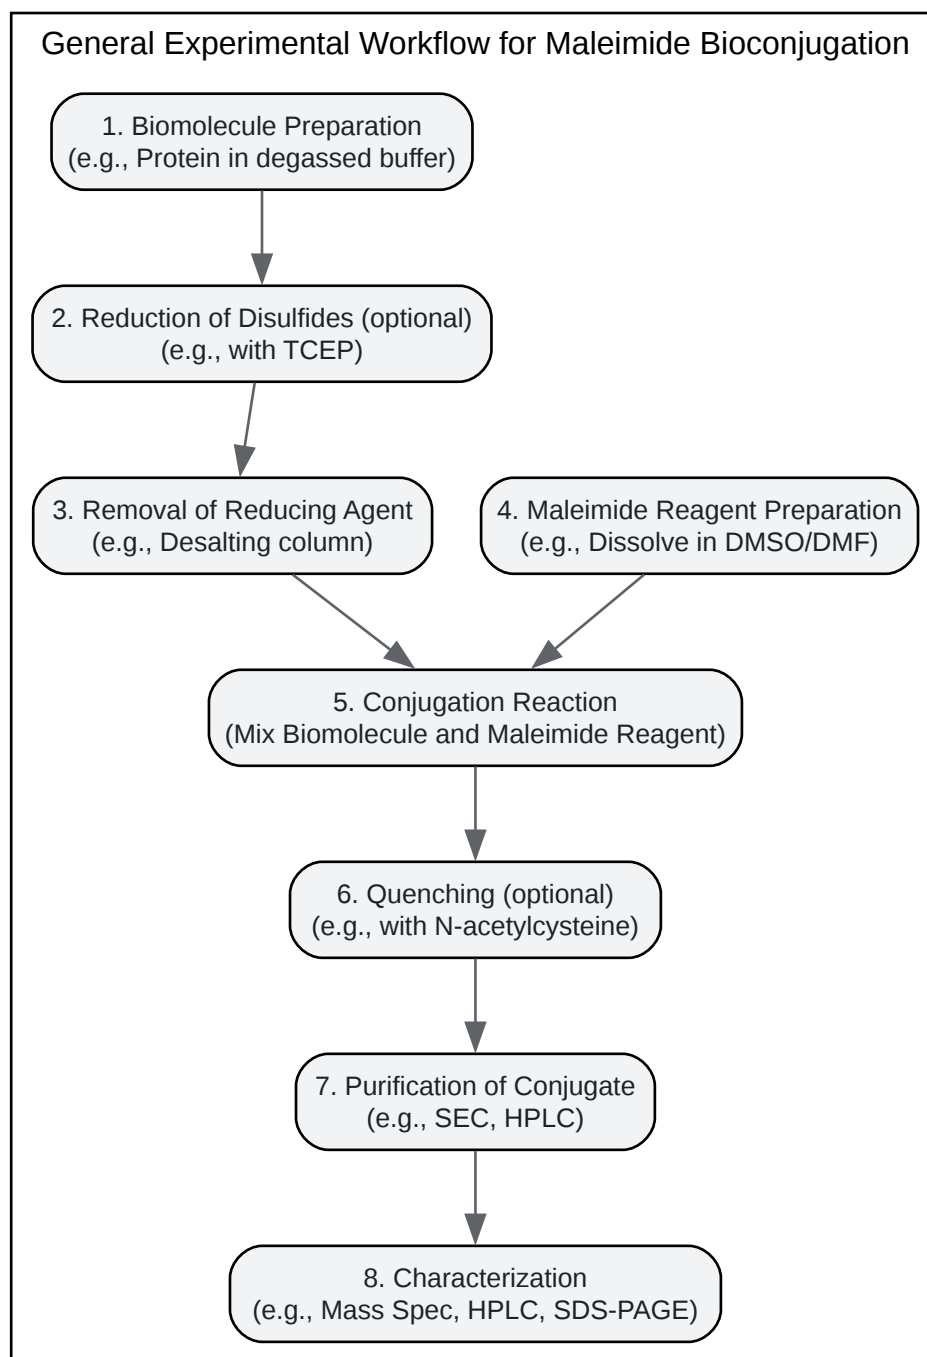 General Experimental Workflow for Maleimide Bioconjugation
1. Biomolecule Preparation
(e.g., Protein in degassed buffer)
2. Reduction of Disulfides (optional)
(e.g., with TCEP)
3. Removal of Reducing Agent
(e.g., Desalting column)
4. Maleimide Reagent Preparation
(e.g., Dissolve in DMSO/DMF)
5. Conjugation Reaction
(Mix Biomolecule and Maleimide Reagent)
6. Quenching (optional)
(e.g., with N-acetylcysteine)
7. Purification of Conjugate
(e.g., SEC, HPLC)
8. Characterization
(e.g., Mass Spec, HPLC, SDS-PAGE)